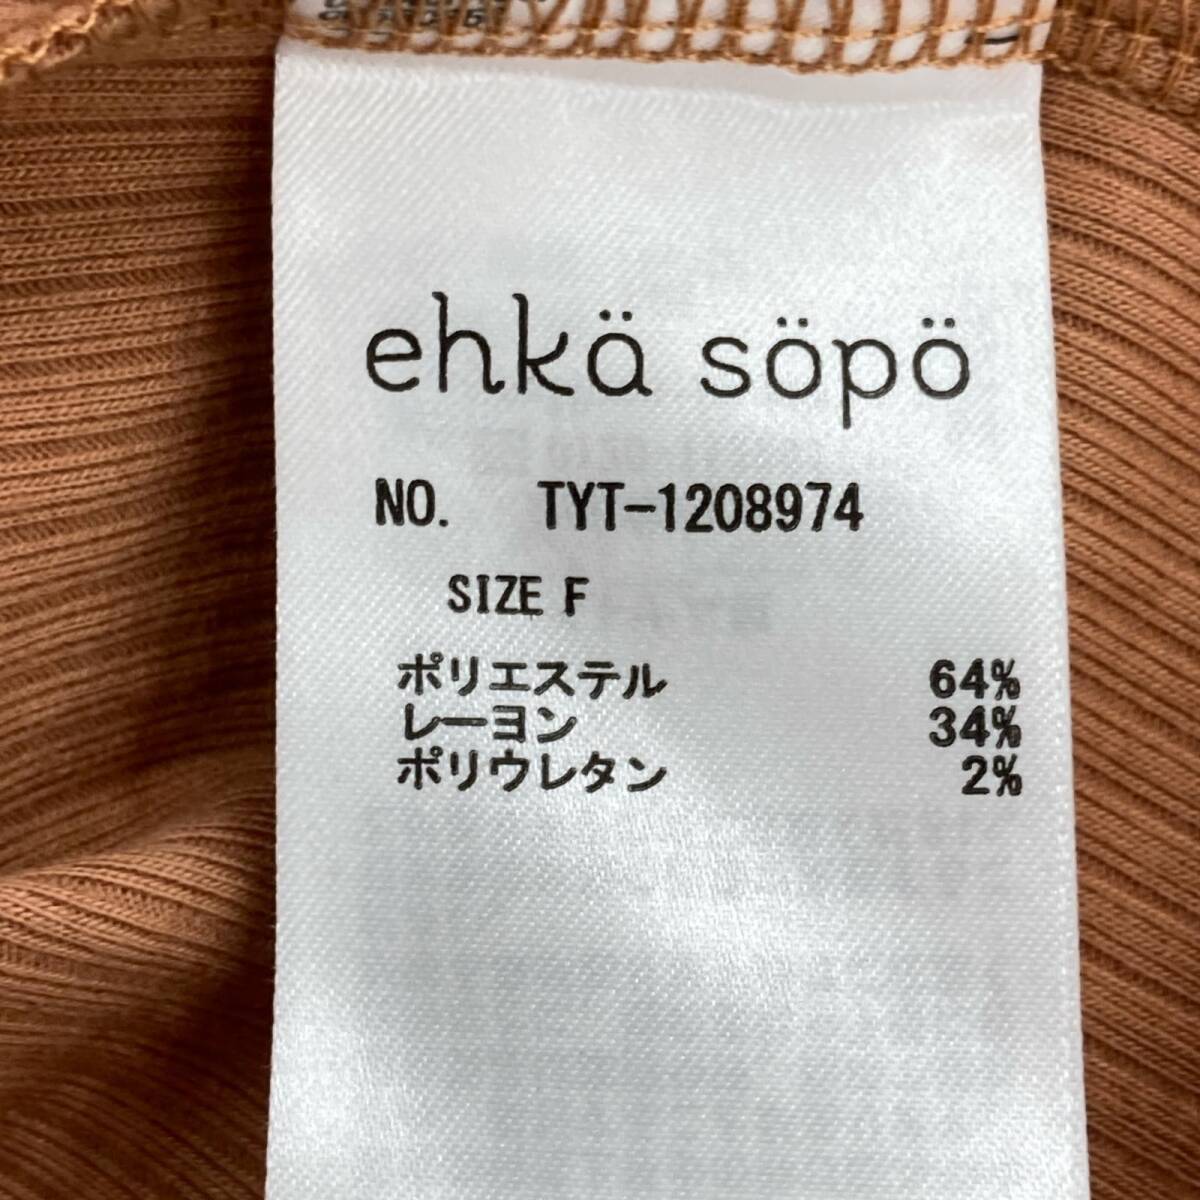 ehkä söpö
NO. TYT-1208974
SIZE F
ポリエステル 64%
レーヨン 34%
ポリウレタン 2%